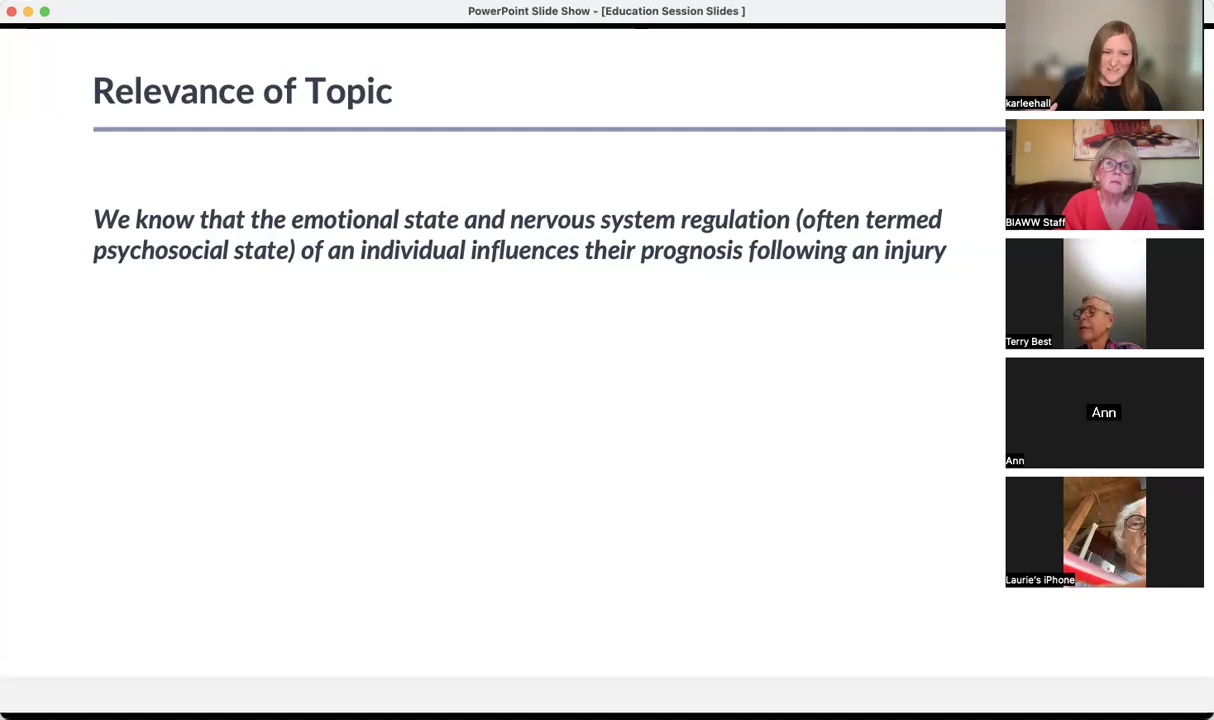 PowerPoint Slide Show - [Education Session Slides ]
Relevance of Topic
We know that the emotional state and nervous system regulation (often termed
psychosocial state) of an individual influences their prognosis following an injury
karleehall
BIAWW Staff
Terry Best
Ann
Ann
Laurie's iPhone